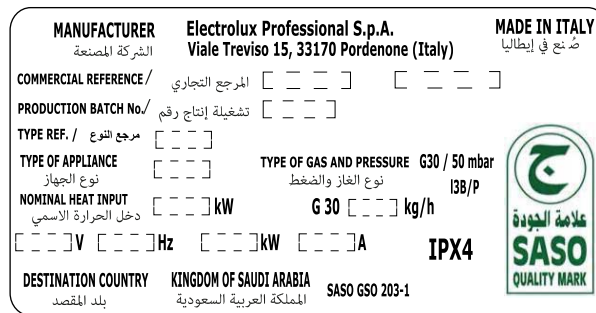 MANUFACTURER Electrolux Professional S.p.A. MADE IN ITALY
الشركة المصنعة Viale Treviso 15, 33170 Pordenone (Italy) صُنع في إيطاليا
COMMERCIAL REFERENCE / المرجع التجاري
PRODUCTION BATCH No./ تشغيلة إنتاج رقم
TYPE REF. / مرجع النوع
TYPE OF APPLIANCE TYPE OF GAS AND PRESSURE G30 / 50 mbar
نوع الجهاز نوع الغاز والضغط I3B/P
NOMINAL HEAT INPUT kW G 30 kg/h
دخل الحرارة الاسمي
V Hz kW A IPX4
DESTINATION COUNTRY KINGDOM OF SAUDI ARABIA SASO GSO 203-1
بلد المقصد المملكة العربية السعودية
ج
علامة الجودة
SASO
QUALITY MARK